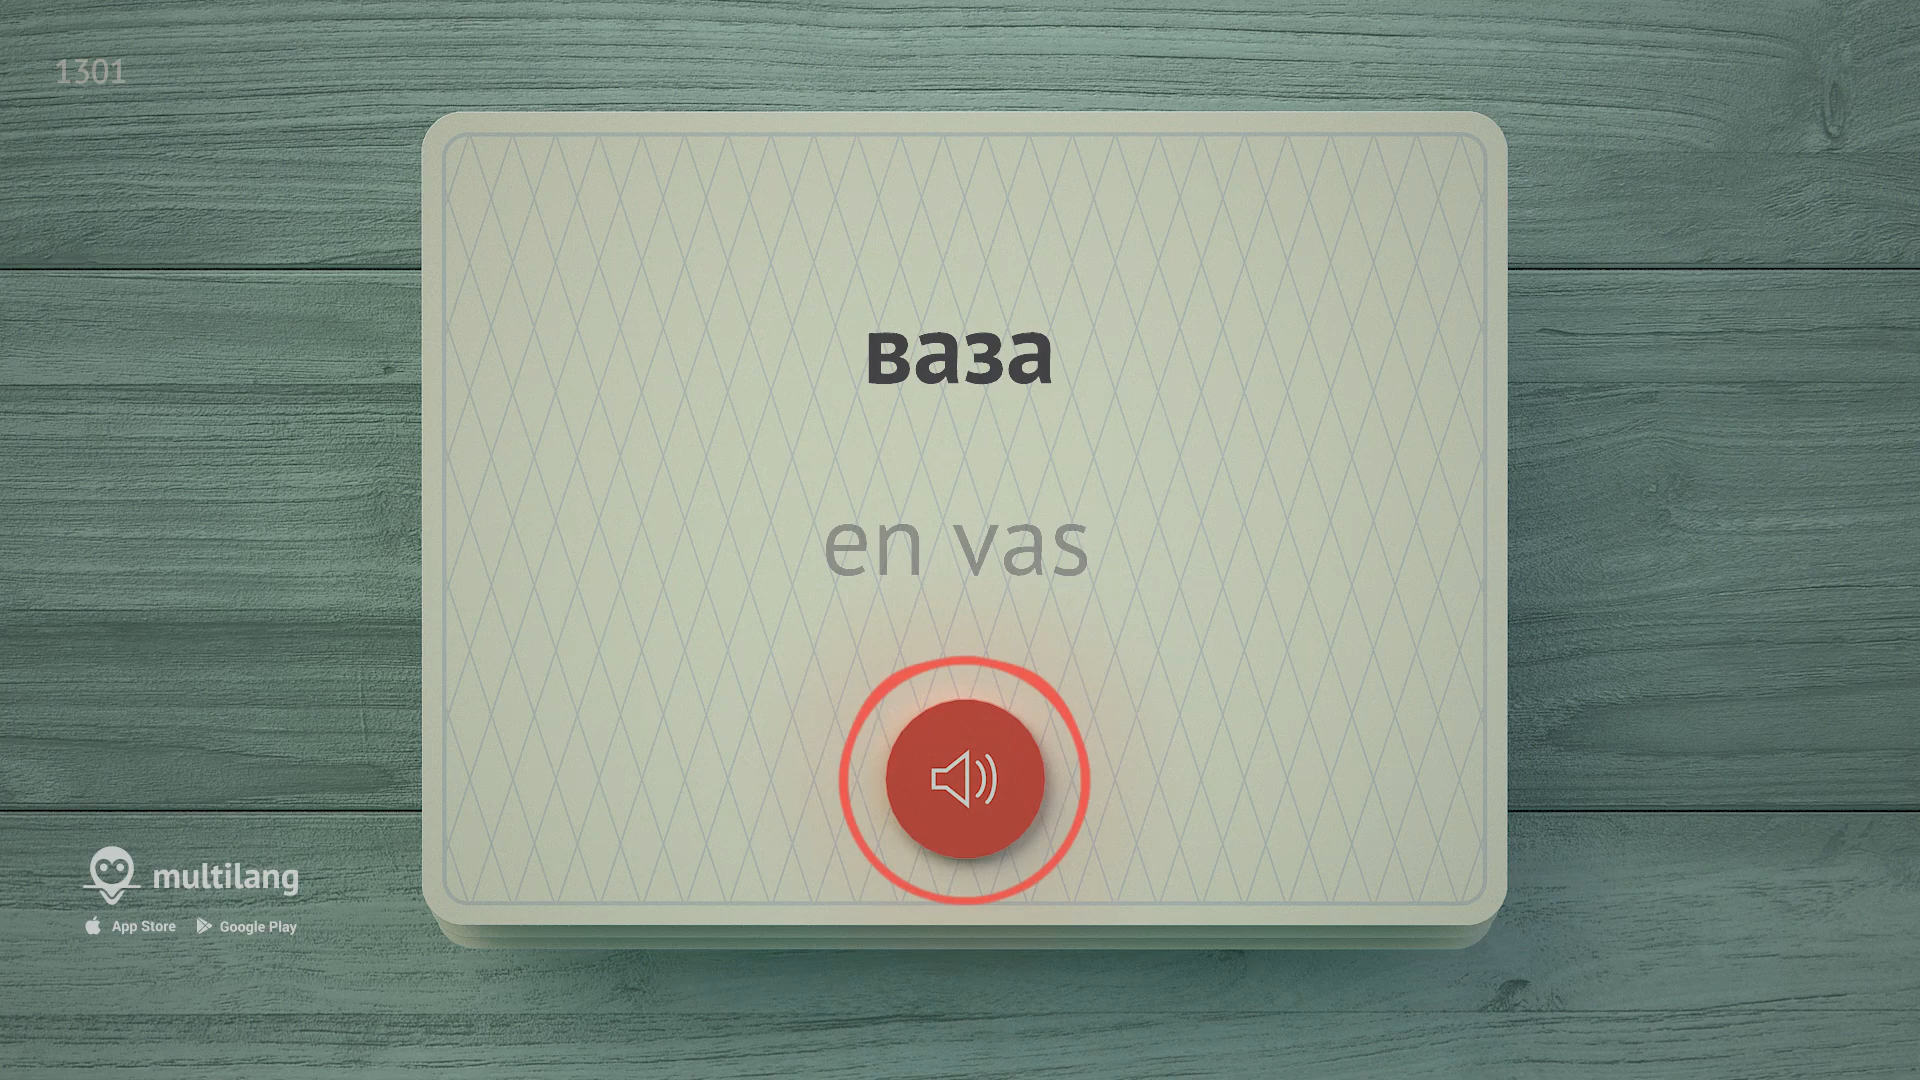 1301
ваза
en vas
multilang
App Store
Google Play